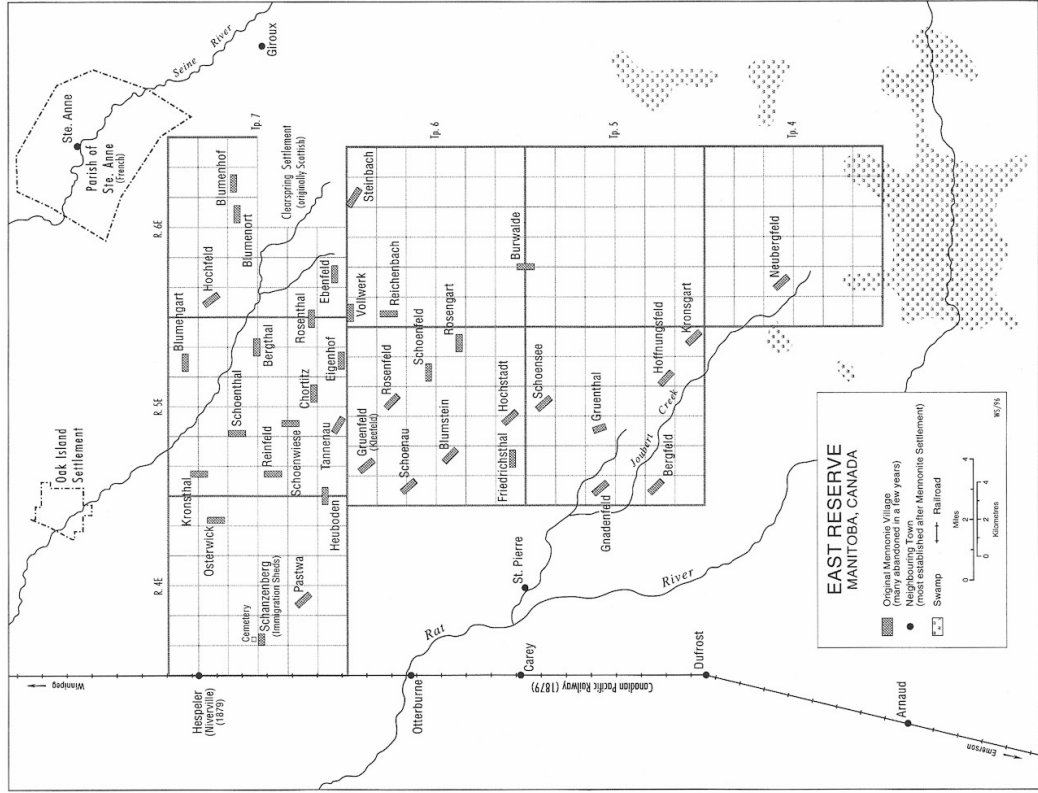 Winnipeg
Oak Island
Settlement
Ste. Anne
Parish of
Ste. Anne
(French)
Seine River
Giroux
R. 4E
R. 5E
R. 6E
Tp. 7
Tp. 6
Tp. 5
Tp. 4
Hespeler
(Niverville)
(1879)
Cemetery
Schanzenberg
(Immigration Sheds)
Pastwa
Osterwick
Kronsthal
Heuboden
Schoenthal
Reinfeld
Schoenwiese
Tannenau
Blumengart
Bergthal
Chortitz
Eigenhof
Rosenthal
Hochfeld
Ebenfeld
Blumenort
Blumenhof
Clearspring Settlement
(originally Scottish)
Steinbach
Vollwerk
Reichenbach
Gruenfeld
(Kleefeld)
Rosenfeld
Schoenfeld
Rosengart
Schoenau
Blumstein
Friedrichsthal
Hochstadt
Burwalde
Schoensee
Gruenthal
Gnadenfeld
Bergfeld
Hoffnungsfeld
Kronsgart
Neubergfeld
Joubert Creek
St. Pierre
Rat River
Otterburne
Carey
Canadian Pacific Railway (1879)
Dufrost
Arnaud
Emerson
EAST RESERVE
MANITOBA, CANADA
Original Mennonie Village
(many abandoned in a few years)
Neighbouring Town
(most established after Mennonite Settlement)
Swamp
Railroad
0 2 4
Miles
0 2 4
Kilometres
WS/96